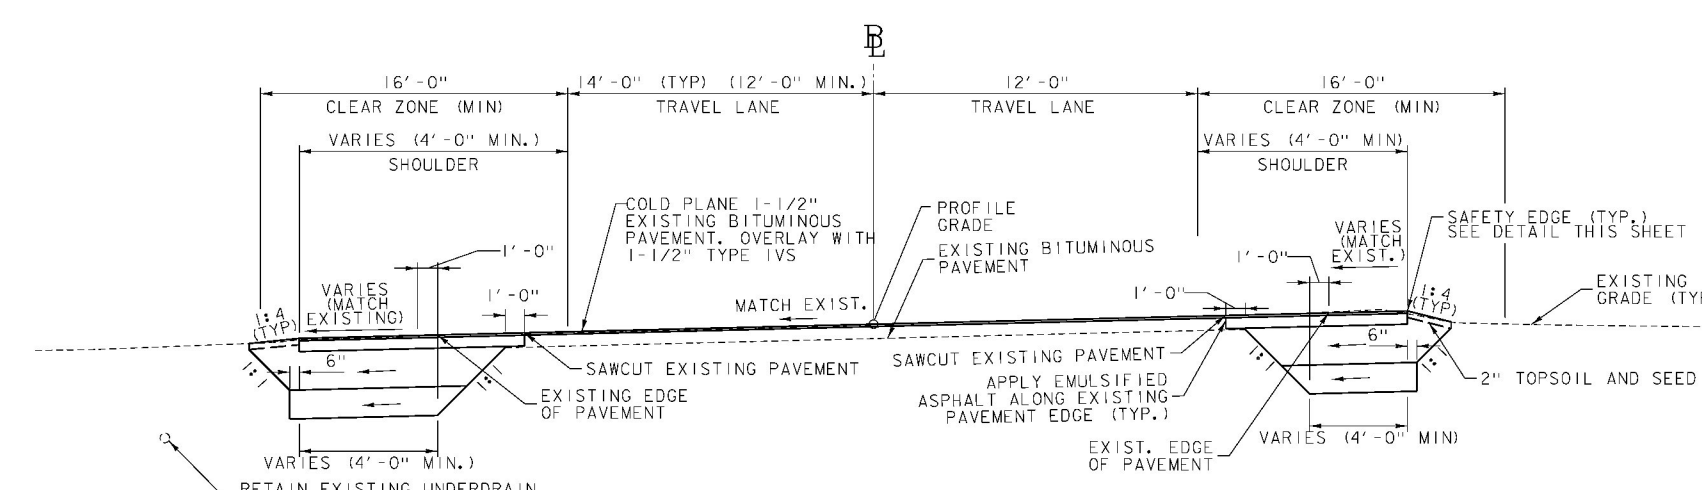 BL
16'-0"
14'-0" (TYP) (12'-0" MIN.)
12'-0"
16'-0"
CLEAR ZONE (MIN)
TRAVEL LANE
TRAVEL LANE
CLEAR ZONE (MIN)
VARIES (4'-0" MIN.)
SHOULDER
VARIES (4'-0" MIN)
SHOULDER
COLD PLANE 1-1/2"
EXISTING BITUMINOUS
PAVEMENT. OVERLAY WITH
1-1/2" TYPE IVS
PROFILE
GRADE
EXISTING BITUMINOUS
PAVEMENT
VARIES
(MATCH
EXIST.)
SAFETY EDGE (TYP.)
SEE DETAIL THIS SHEET
1'-0"
1'-0"
VARIES
(MATCH
EXISTING)
1'-0"
MATCH EXIST.
1'-0"
1:4
(TYP)
EXISTING
GRADE (TY
1:4
(TYP)
6"
1:1
1:1
SAWCUT EXISTING PAVEMENT
EXISTING EDGE
OF PAVEMENT
SAWCUT EXISTING PAVEMENT
APPLY EMULSIFIED
ASPHALT ALONG EXISTING
PAVEMENT EDGE (TYP.)
6"
1:1
1:1
2" TOPSOIL AND SEED
EXIST. EDGE
OF PAVEMENT
VARIES (4'-0" MIN)
VARIES (4'-0" MIN.)
RETAIN EXISTING UNDERDRAIN